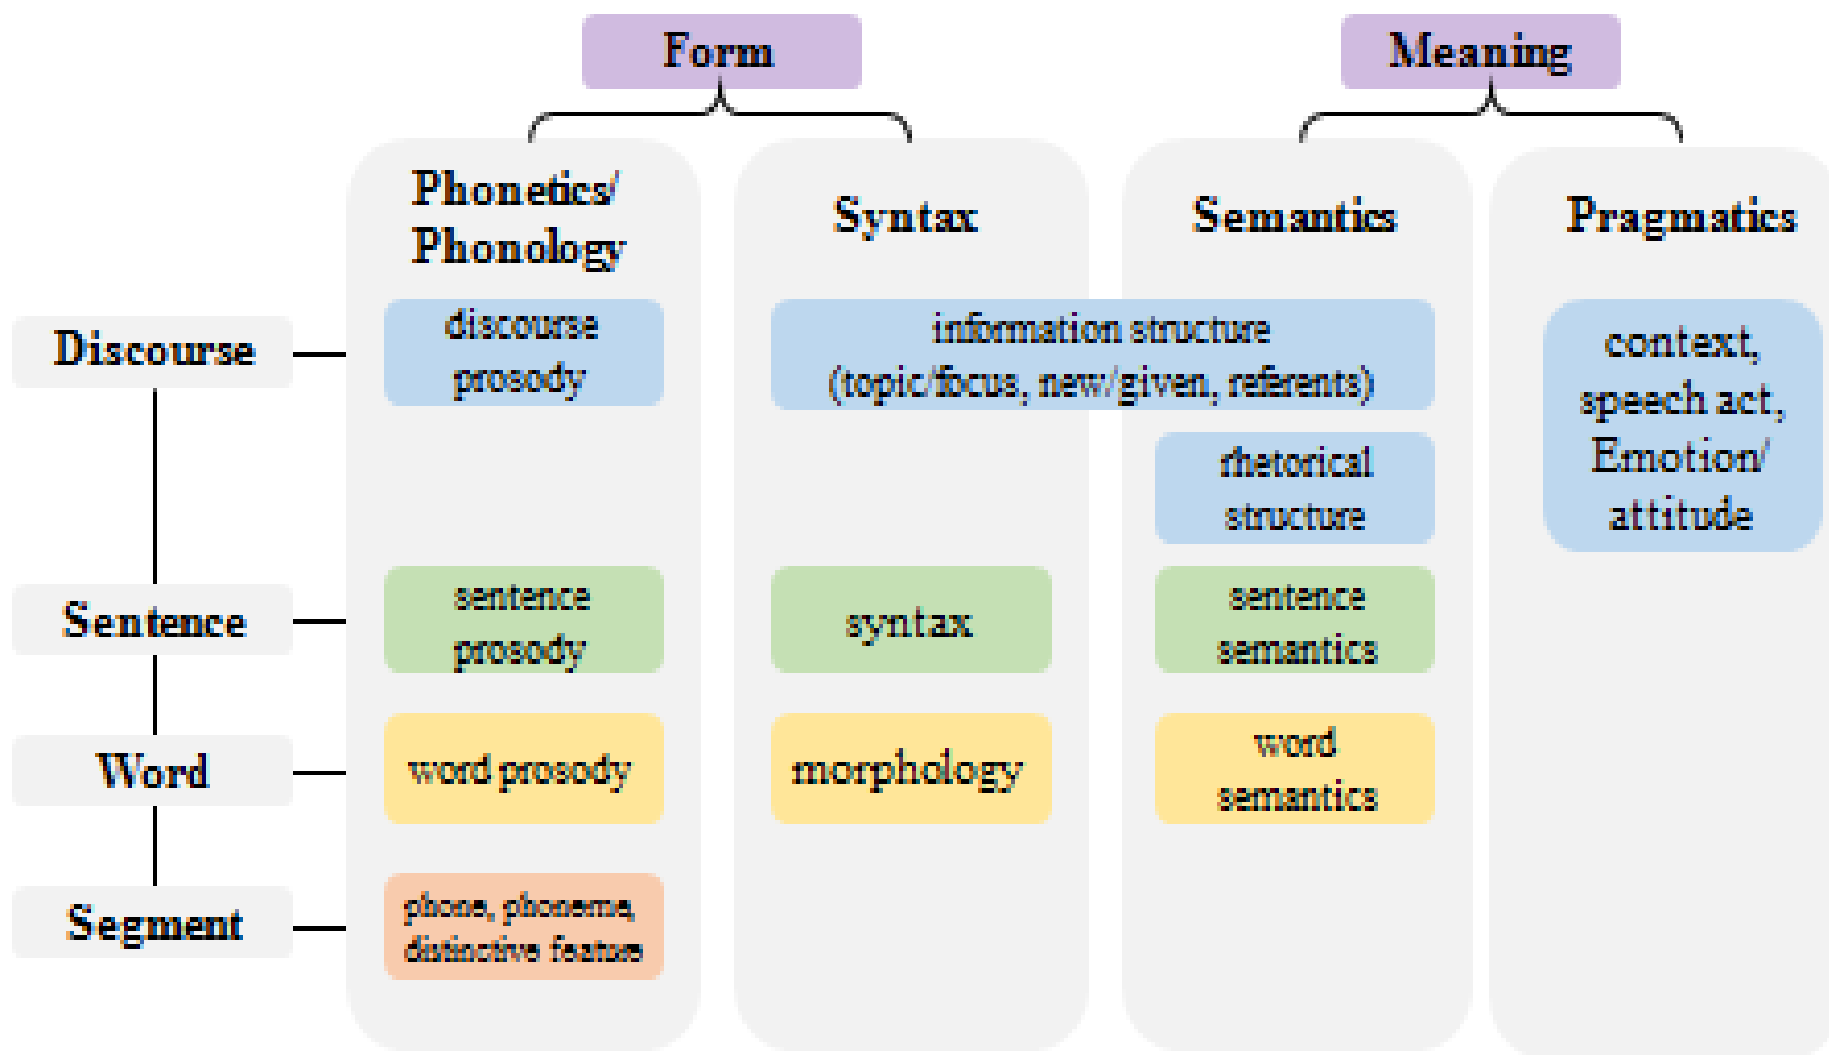 Form
Meaning
Phonetics/
Phonology
Syntax
Semantics
Pragmatics
Discourse
discourse
prosody
information structure
(topic/focus, new/given, referents)
context,
speech act,
Emotion/
attitude
rhetorical
structure
Sentence
sentence
prosody
syntax
sentence
semantics
Word
word prosody
morphology
word
semantics
Segment
phone, phoneme,
distinctive feature